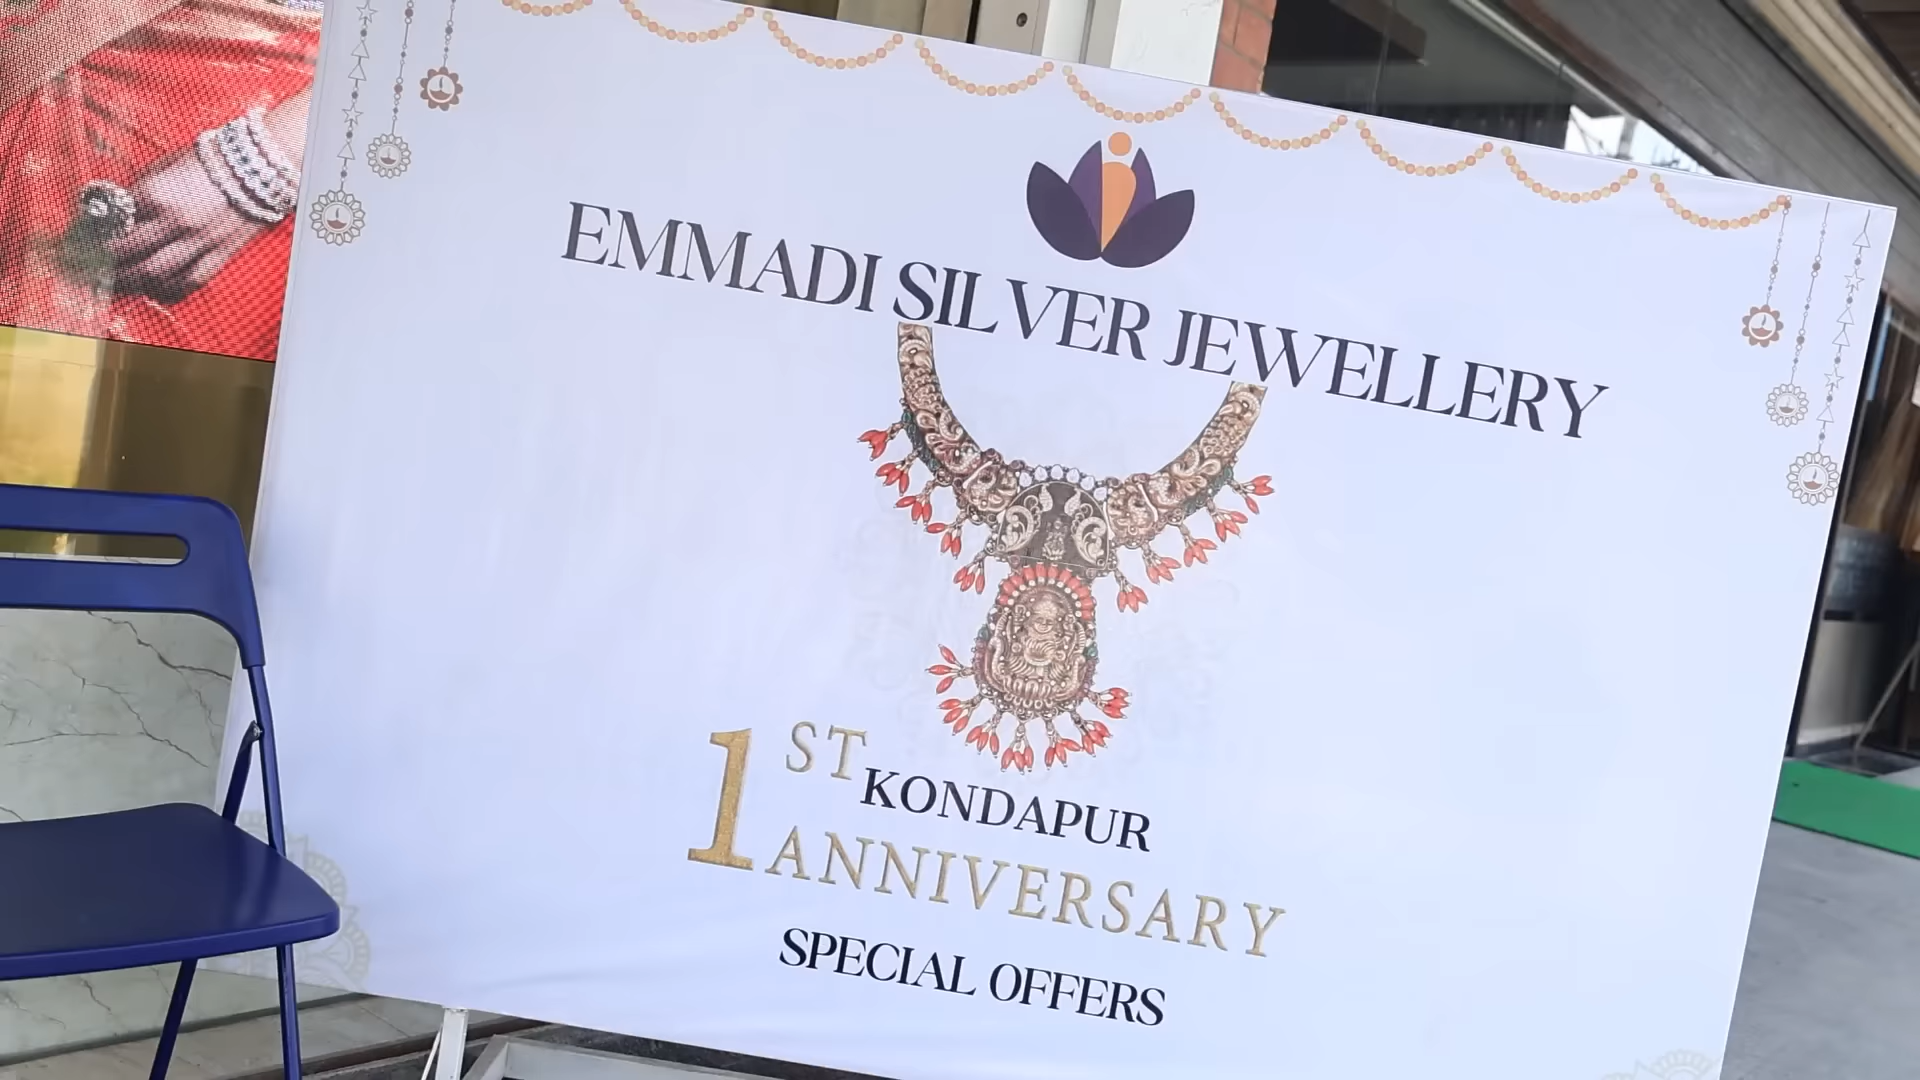 EMMADI SILVER JEWELLERY
1ST
KONDAPUR
ANNIVERSARY
SPECIAL OFFERS